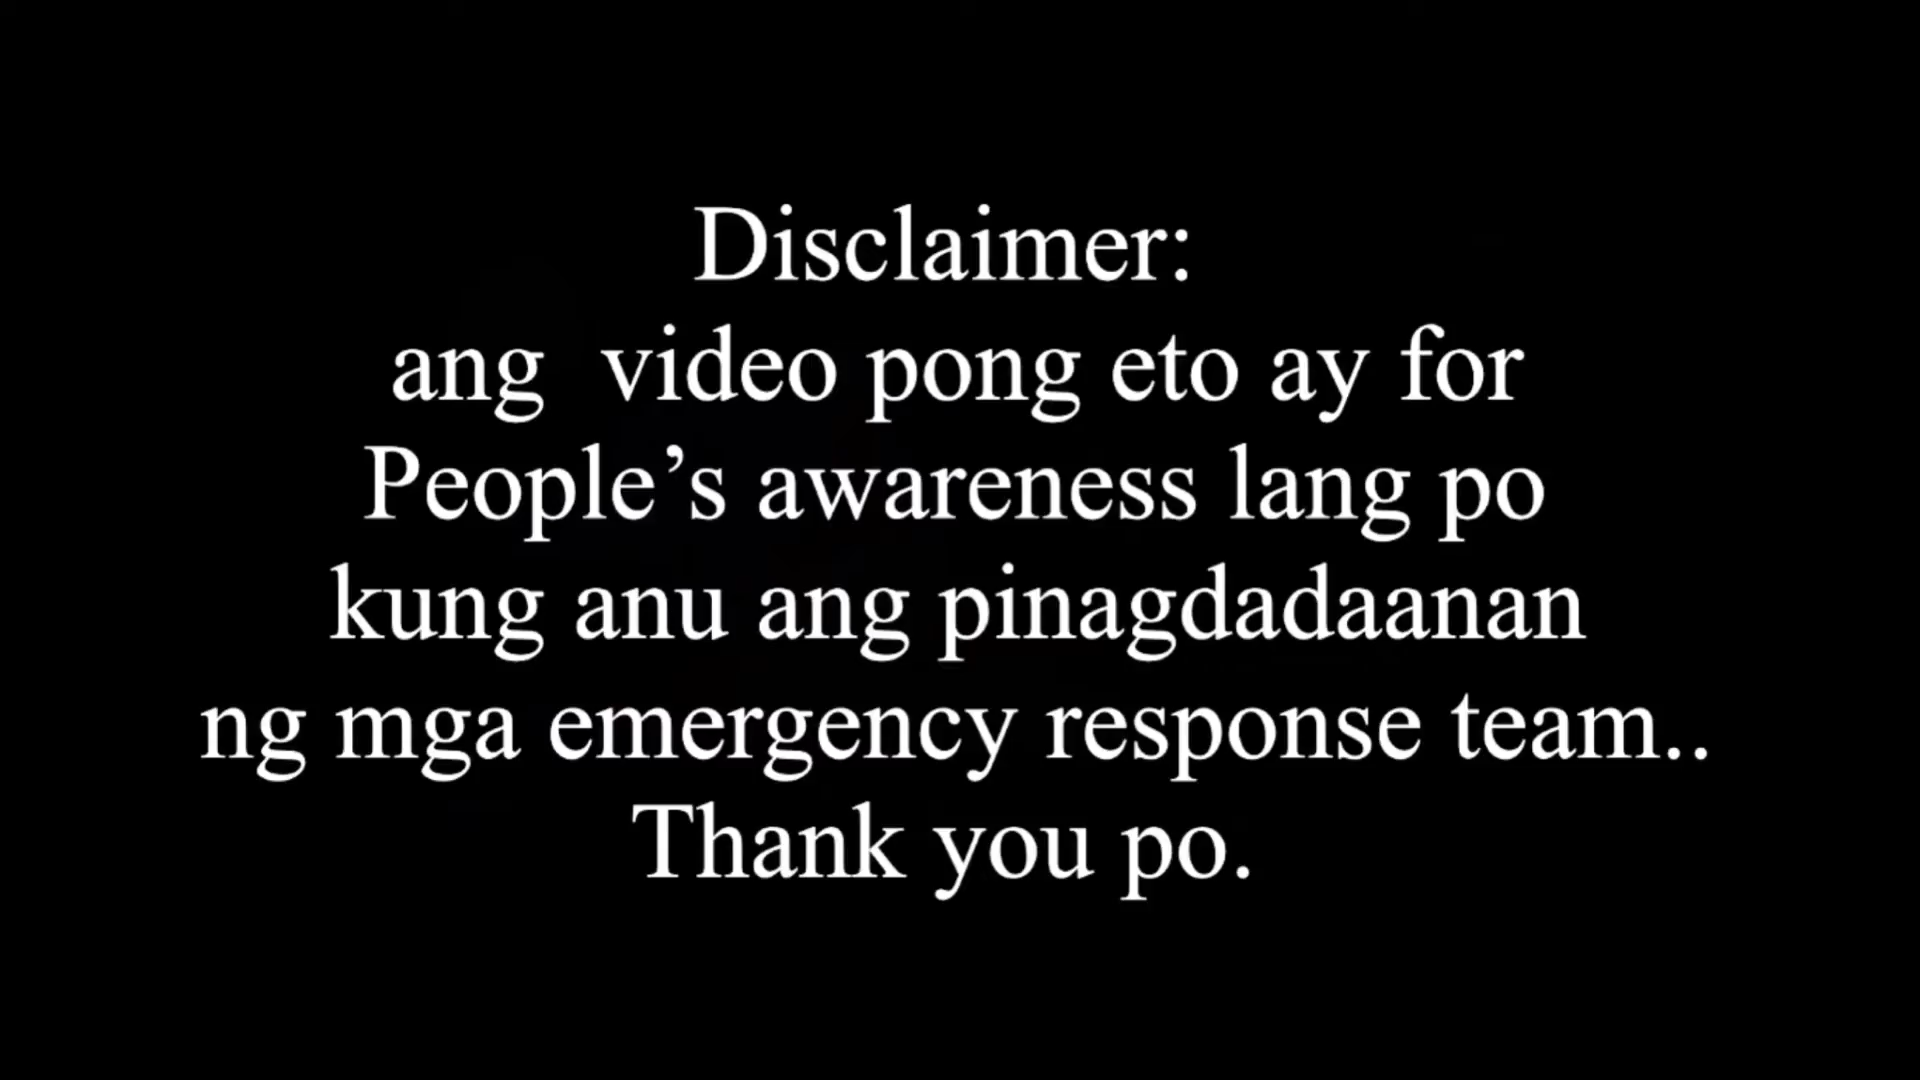 Disclaimer:
ang  video pong eto ay for
People’s awareness lang po
kung anu ang pinagdadaanan
ng mga emergency response team..
Thank you po.